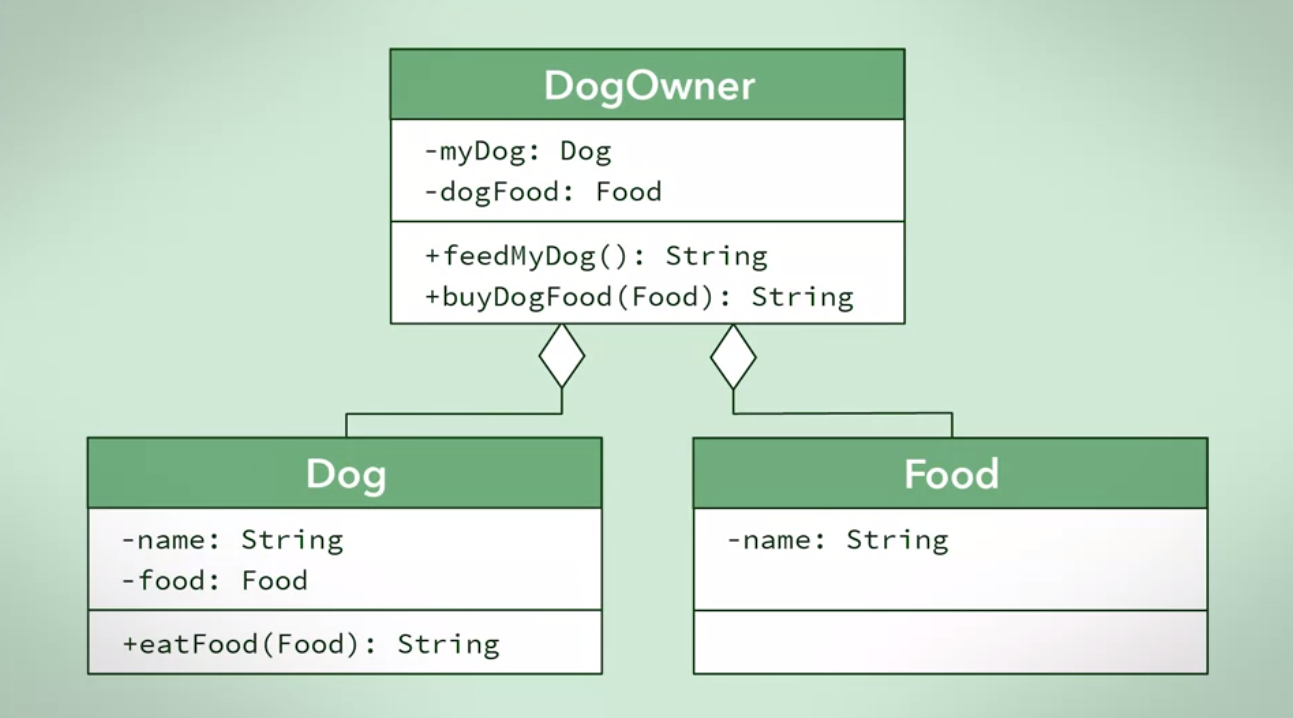 DogOwner
-myDog: Dog
-dogFood: Food
+feedMyDog(): String
+buyDogFood(Food): String
Dog
-name: String
-food: Food
+eatFood(Food): String
Food
-name: String